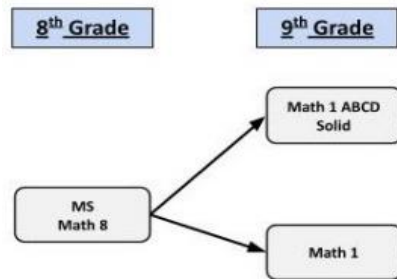 8th Grade
9th Grade
Math 1 ABCD
Solid
MS
Math 8
Math 1